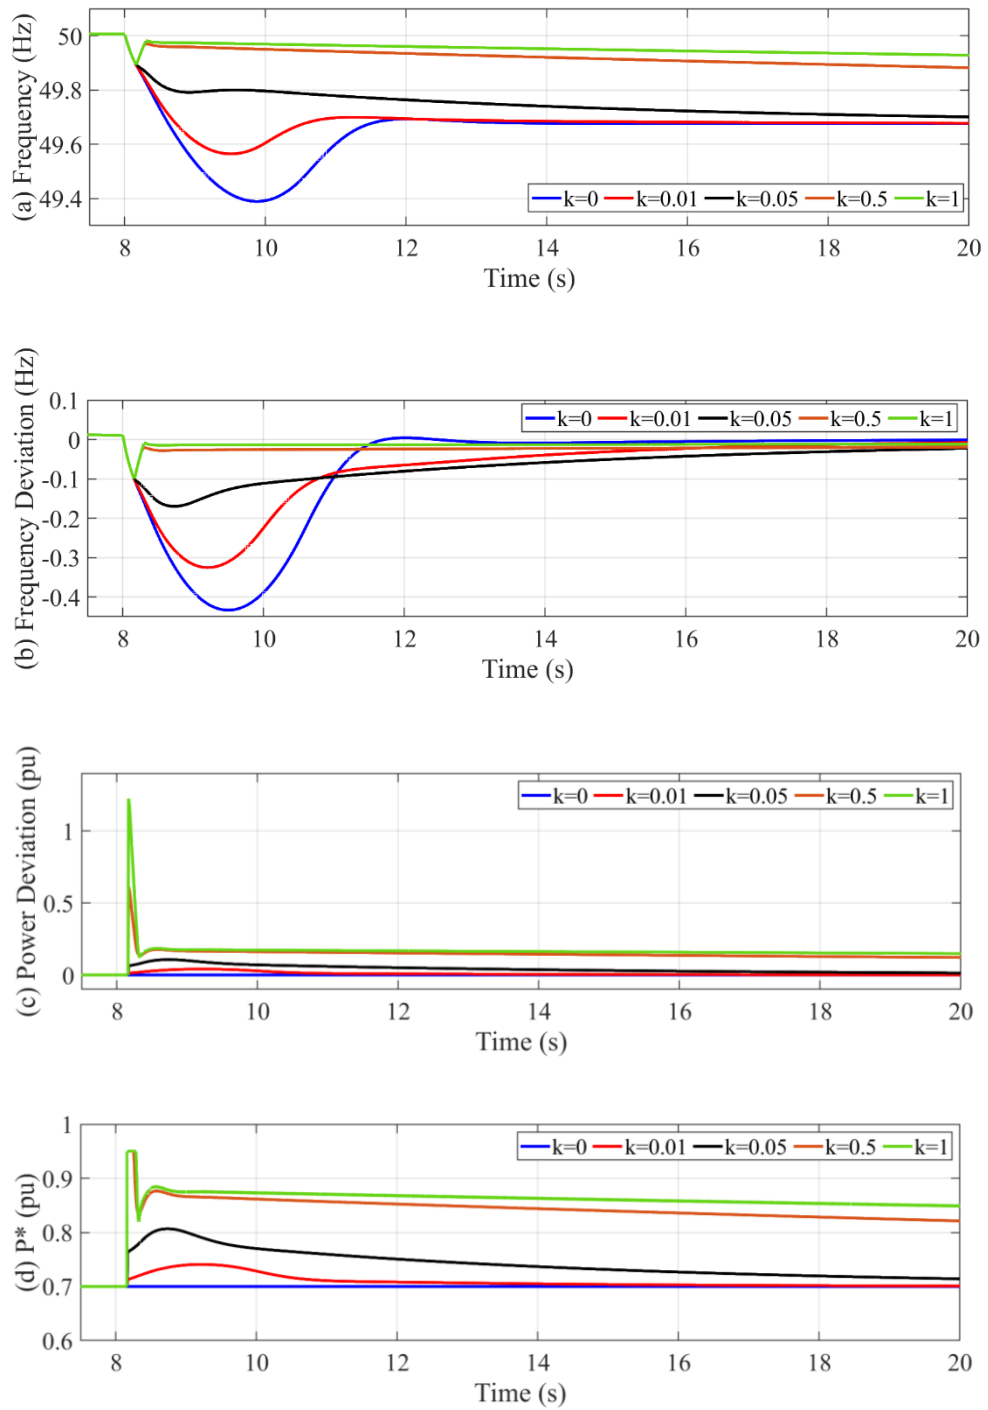 (a) Frequency (Hz)
50
49.8
49.6
49.4
k=0 k=0.01 k=0.05 k=0.5 k=1
8 10 12 14 16 18 20
Time (s)
(b) Frequency Deviation (Hz)
0.1
0
-0.1
-0.2
-0.3
-0.4
k=0 k=0.01 k=0.05 k=0.5 k=1
8 10 12 14 16 18 20
Time (s)
(c) Power Deviation (pu)
1
0.5
0
k=0 k=0.01 k=0.05 k=0.5 k=1
8 10 12 14 16 18 20
Time (s)
(d) P* (pu)
1
0.9
0.8
0.7
0.6
k=0 k=0.01 k=0.05 k=0.5 k=1
8 10 12 14 16 18 20
Time (s)